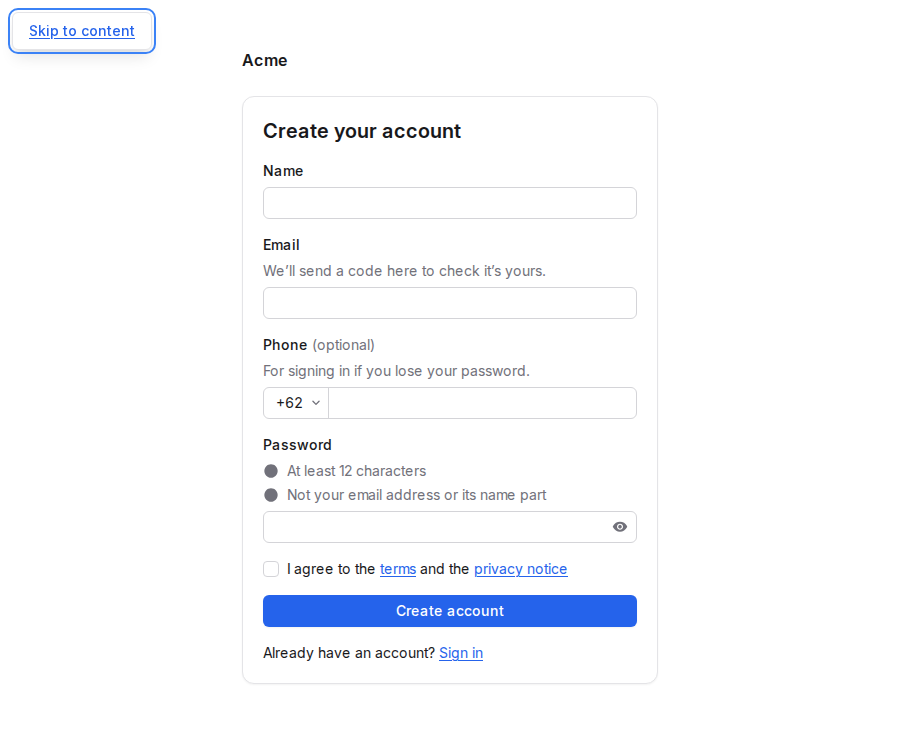 Skip to content
Acme
Create your account
Name
Email
We’ll send a code here to check it’s yours.
Phone (optional)
For signing in if you lose your password.
+62
Password
At least 12 characters
Not your email address or its name part
I agree to the terms and the privacy notice
Create account
Already have an account? Sign in